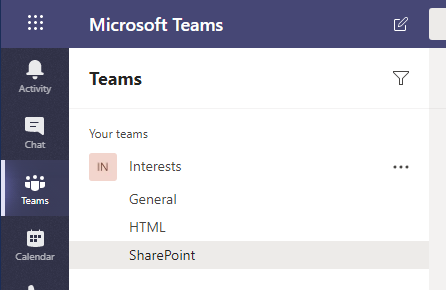 Microsoft Teams
Activity
Chat
Teams
Calendar
Teams
Your teams
IN Interests
General
HTML
SharePoint